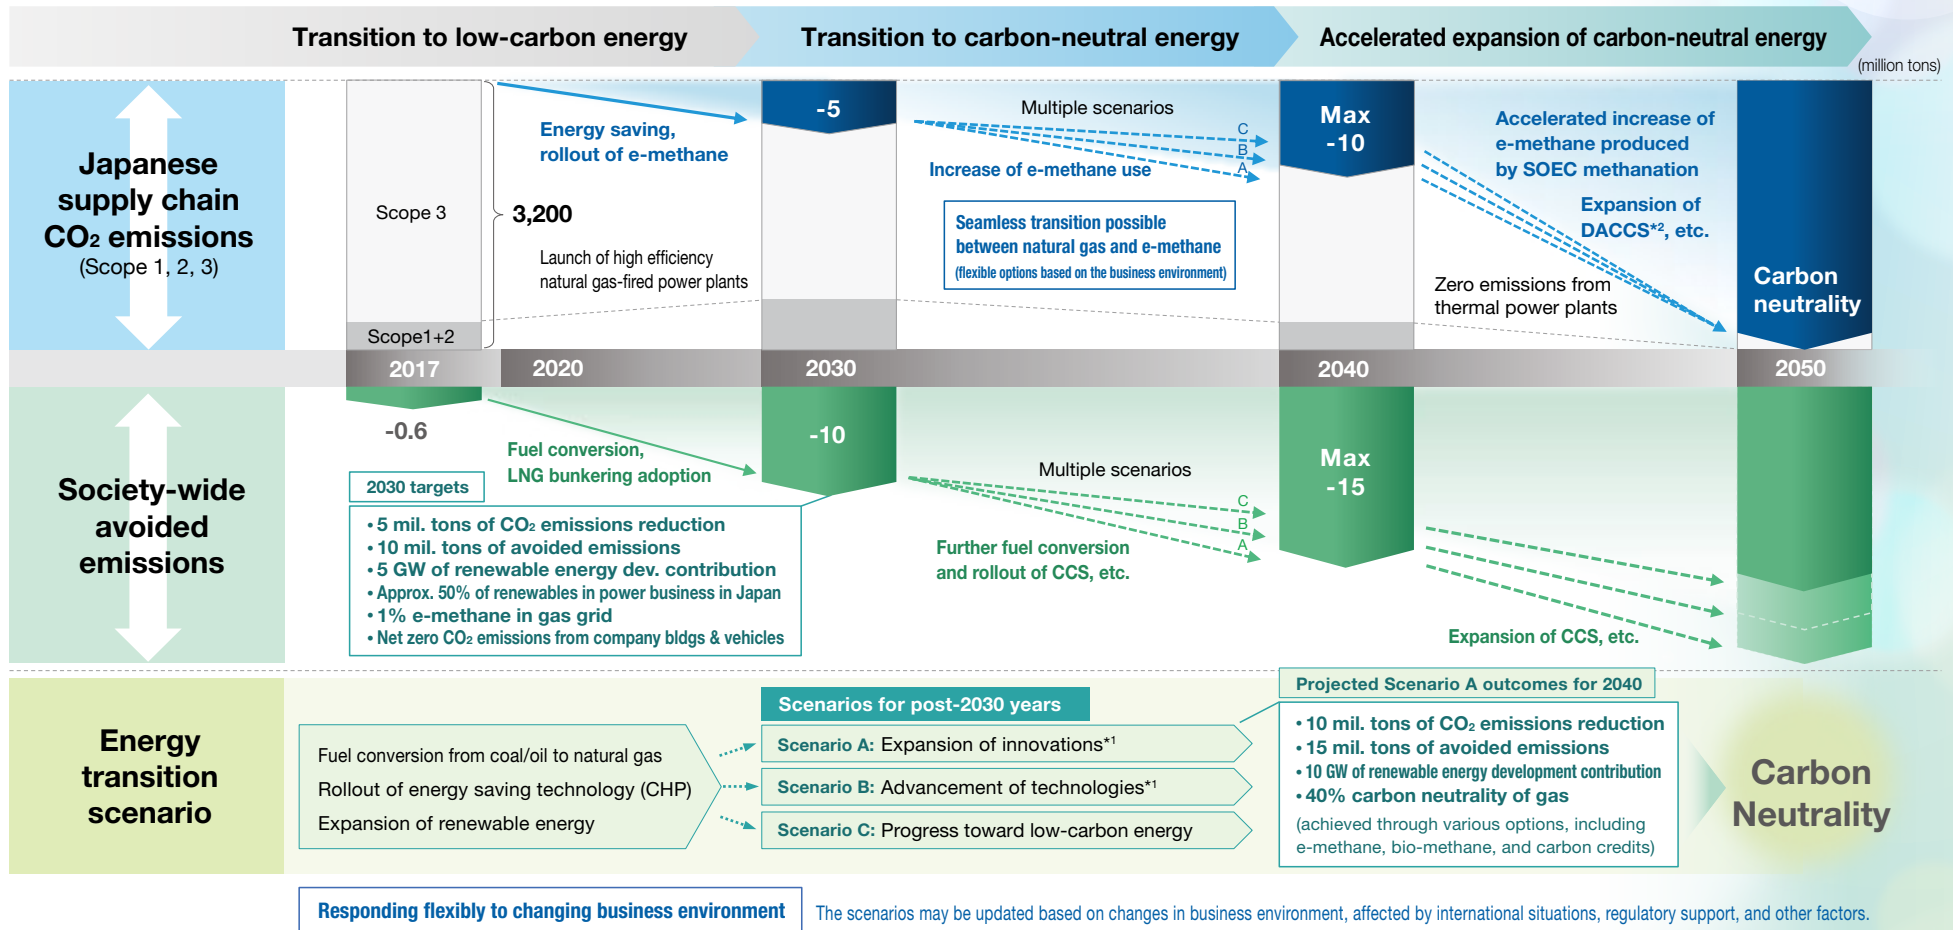 Transition to low-carbon energy
Transition to carbon-neutral energy
Accelerated expansion of carbon-neutral energy
(million tons)
Japanese
supply chain
CO2 emissions
(Scope 1, 2, 3)
Scope 3
Scope1+2
3,200
Energy saving,
rollout of e-methane
Launch of high efficiency
natural gas-fired power plants
-5
Multiple scenarios
C
B
A
Increase of e-methane use
Seamless transition possible
between natural gas and e-methane
(flexible options based on the business environment)
Max
-10
Accelerated increase of
e-methane produced
by SOEC methanation
Expansion of
DACCS*2, etc.
Zero emissions from
thermal power plants
Carbon
neutrality
2017
2020
2030
2040
2050
Society-wide
avoided
emissions
-0.6
Fuel conversion,
LNG bunkering adoption
-10
2030 targets
• 5 mil. tons of CO2 emissions reduction
• 10 mil. tons of avoided emissions
• 5 GW of renewable energy dev. contribution
• Approx. 50% of renewables in power business in Japan
• 1% e-methane in gas grid
• Net zero CO2 emissions from company bldgs & vehicles
Multiple scenarios
C
B
A
Further fuel conversion
and rollout of CCS, etc.
Max
-15
Expansion of CCS, etc.
Energy
transition
scenario
Fuel conversion from coal/oil to natural gas
Rollout of energy saving technology (CHP)
Expansion of renewable energy
Scenarios for post-2030 years
Scenario A: Expansion of innovations*1
Scenario B: Advancement of technologies*1
Scenario C: Progress toward low-carbon energy
Projected Scenario A outcomes for 2040
• 10 mil. tons of CO2 emissions reduction
• 15 mil. tons of avoided emissions
• 10 GW of renewable energy development contribution
• 40% carbon neutrality of gas
(achieved through various options, including
e-methane, bio-methane, and carbon credits)
Carbon
Neutrality
Responding flexibly to changing business environment
The scenarios may be updated based on changes in business environment, affected by international situations, regulatory support, and other factors.